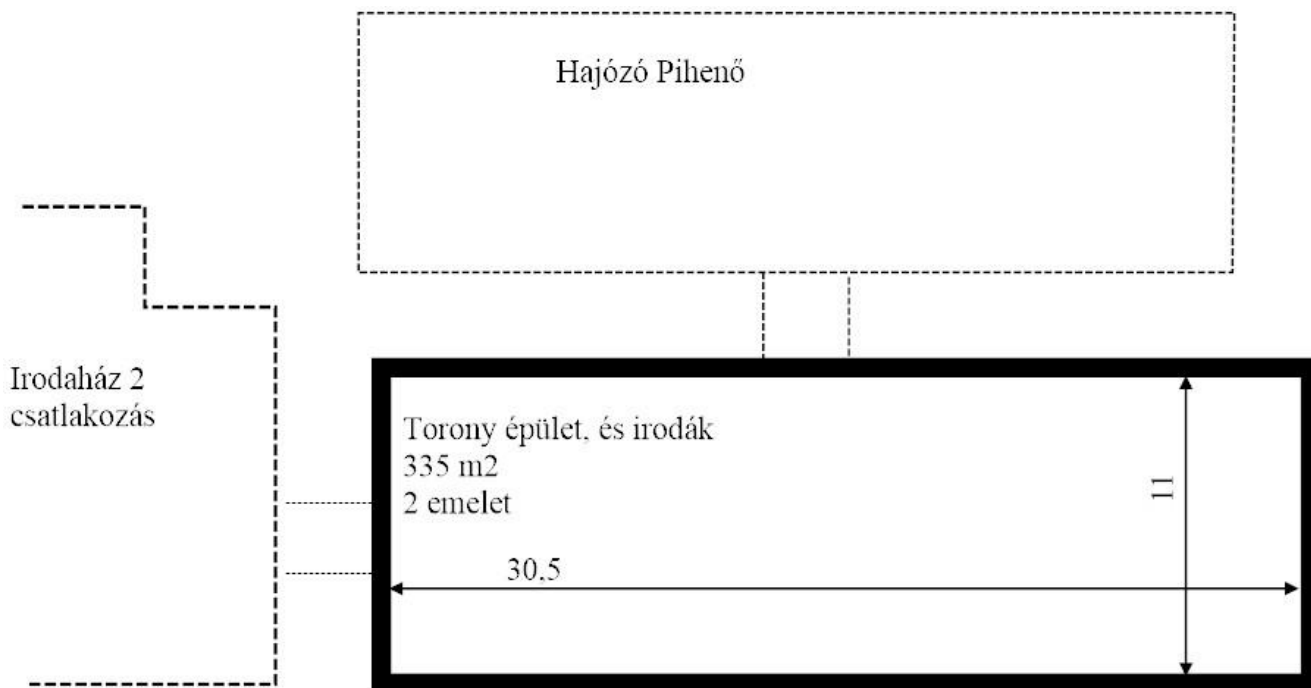 Hajózó Pihenő
Irodaház 2
csatlakozás
Torony épület, és irodák
335 m2
2 emelet
30,5
11